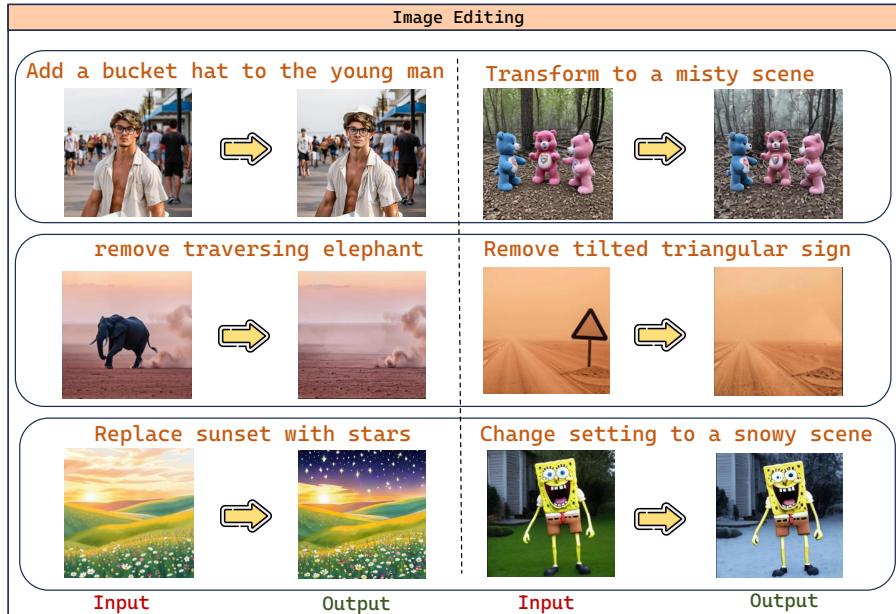 Image Editing
Add a bucket hat to the young man
Transform to a misty scene
remove traversing elephant
Remove tilted triangular sign
Replace sunset with stars
Change setting to a snowy scene
Input
Output
Input
Output